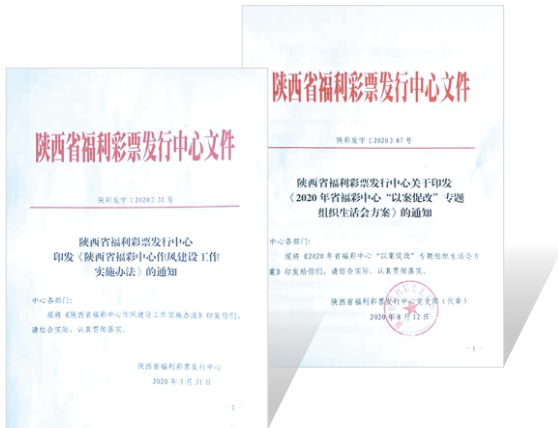 陕西省福利彩票发行中心文件
陕彩发字〔2020〕31号
陕西省福利彩票发行中心
印发《陕西省福彩中心作风建设工作
实施办法》的通知
中心各部门：
现将《陕西省福彩中心作风建设工作实施办法》印发你们，
请结合实际，认真贯彻落实。
陕西省福利彩票发行中心
2020年3月31日
- 1 -
陕西省福利彩票发行中心文件
陕彩发字〔2020〕87号
陕西省福利彩票发行中心关于印发
《2020年省福彩中心“以案促改”专题
组织生活会方案》的通知
中心各部门：
现将《2020年省福彩中心“以案促改”专题组织生活会方
案》印发给你们，请结合实际，认真贯彻落实。
陕西省福利彩票发行中心党支部（代章）
2020年8月12日
- 1 -